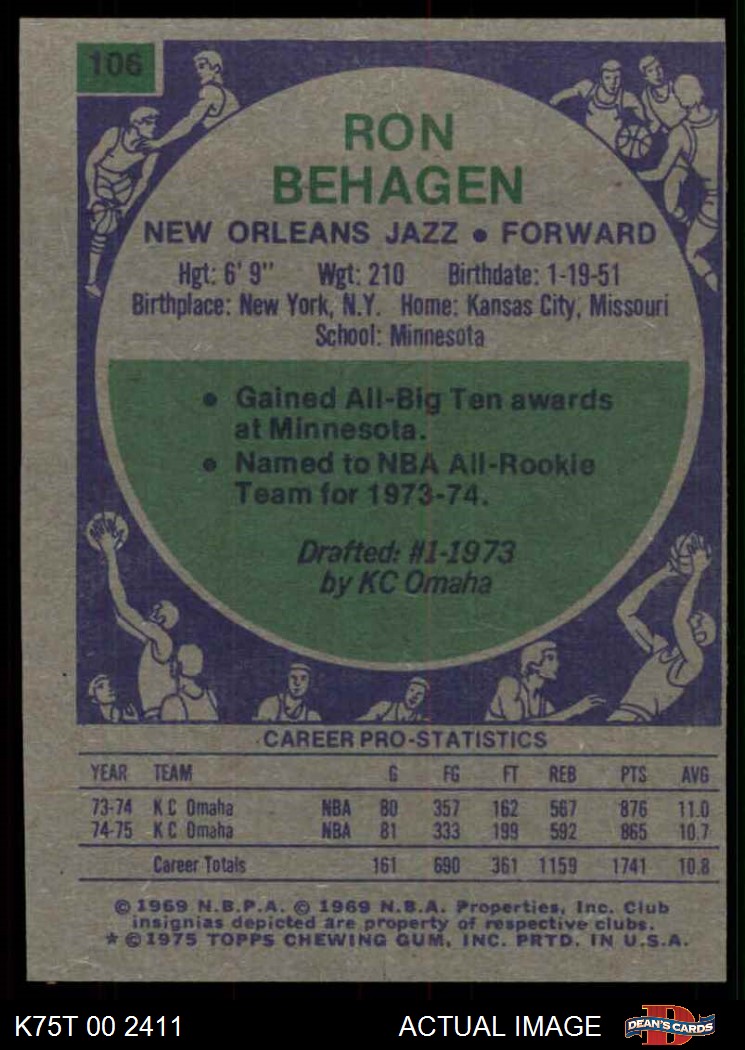 106
RON
BEHAGEN
NEW ORLEANS JAZZ • FORWARD
Hgt: 6' 9" Wgt: 210 Birthdate: 1-19-51
Birthplace: New York, N.Y. Home: Kansas City, Missouri
School: Minnesota
• Gained All-Big Ten awards
at Minnesota.
• Named to NBA All-Rookie
Team for 1973-74.
Drafted: #1-1973
by KC Omaha
CAREER PRO-STATISTICS
YEAR TEAM G FG FT REB PTS AVG
73-74 K C Omaha NBA 80 357 162 567 876 11.0
74-75 K C Omaha NBA 81 333 199 592 865 10.7
Career Totals 161 690 361 1159 1741 10.8
© 1969 N.B.P.A. © 1969 N.B.A. Properties, Inc. Club
insignias depicted are property of respective clubs.
* © 1975 TOPPS CHEWING GUM, INC. PRTD. IN U.S.A.
K75T 00 2411 ACTUAL IMAGE D DEAN'S CARDS